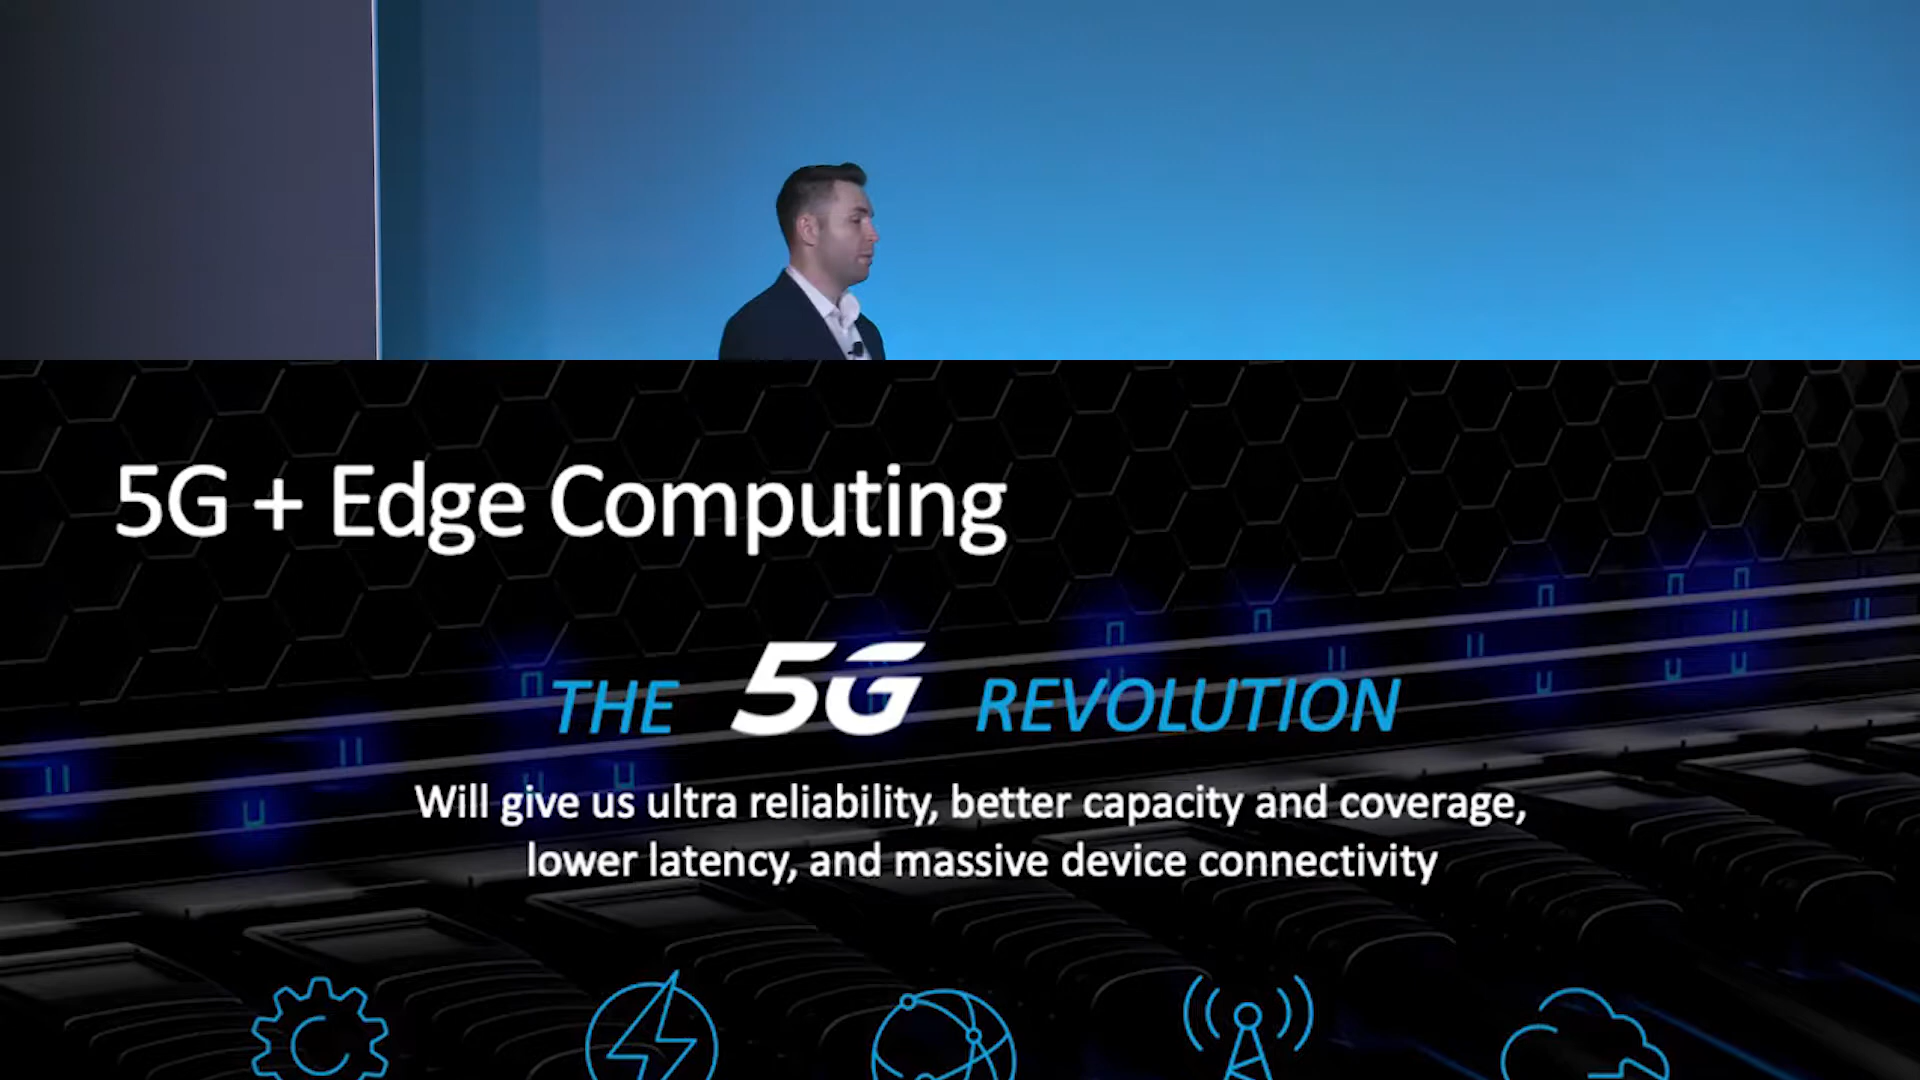 5G + Edge Computing
THE 5G REVOLUTION
Will give us ultra reliability, better capacity and coverage,
lower latency, and massive device connectivity